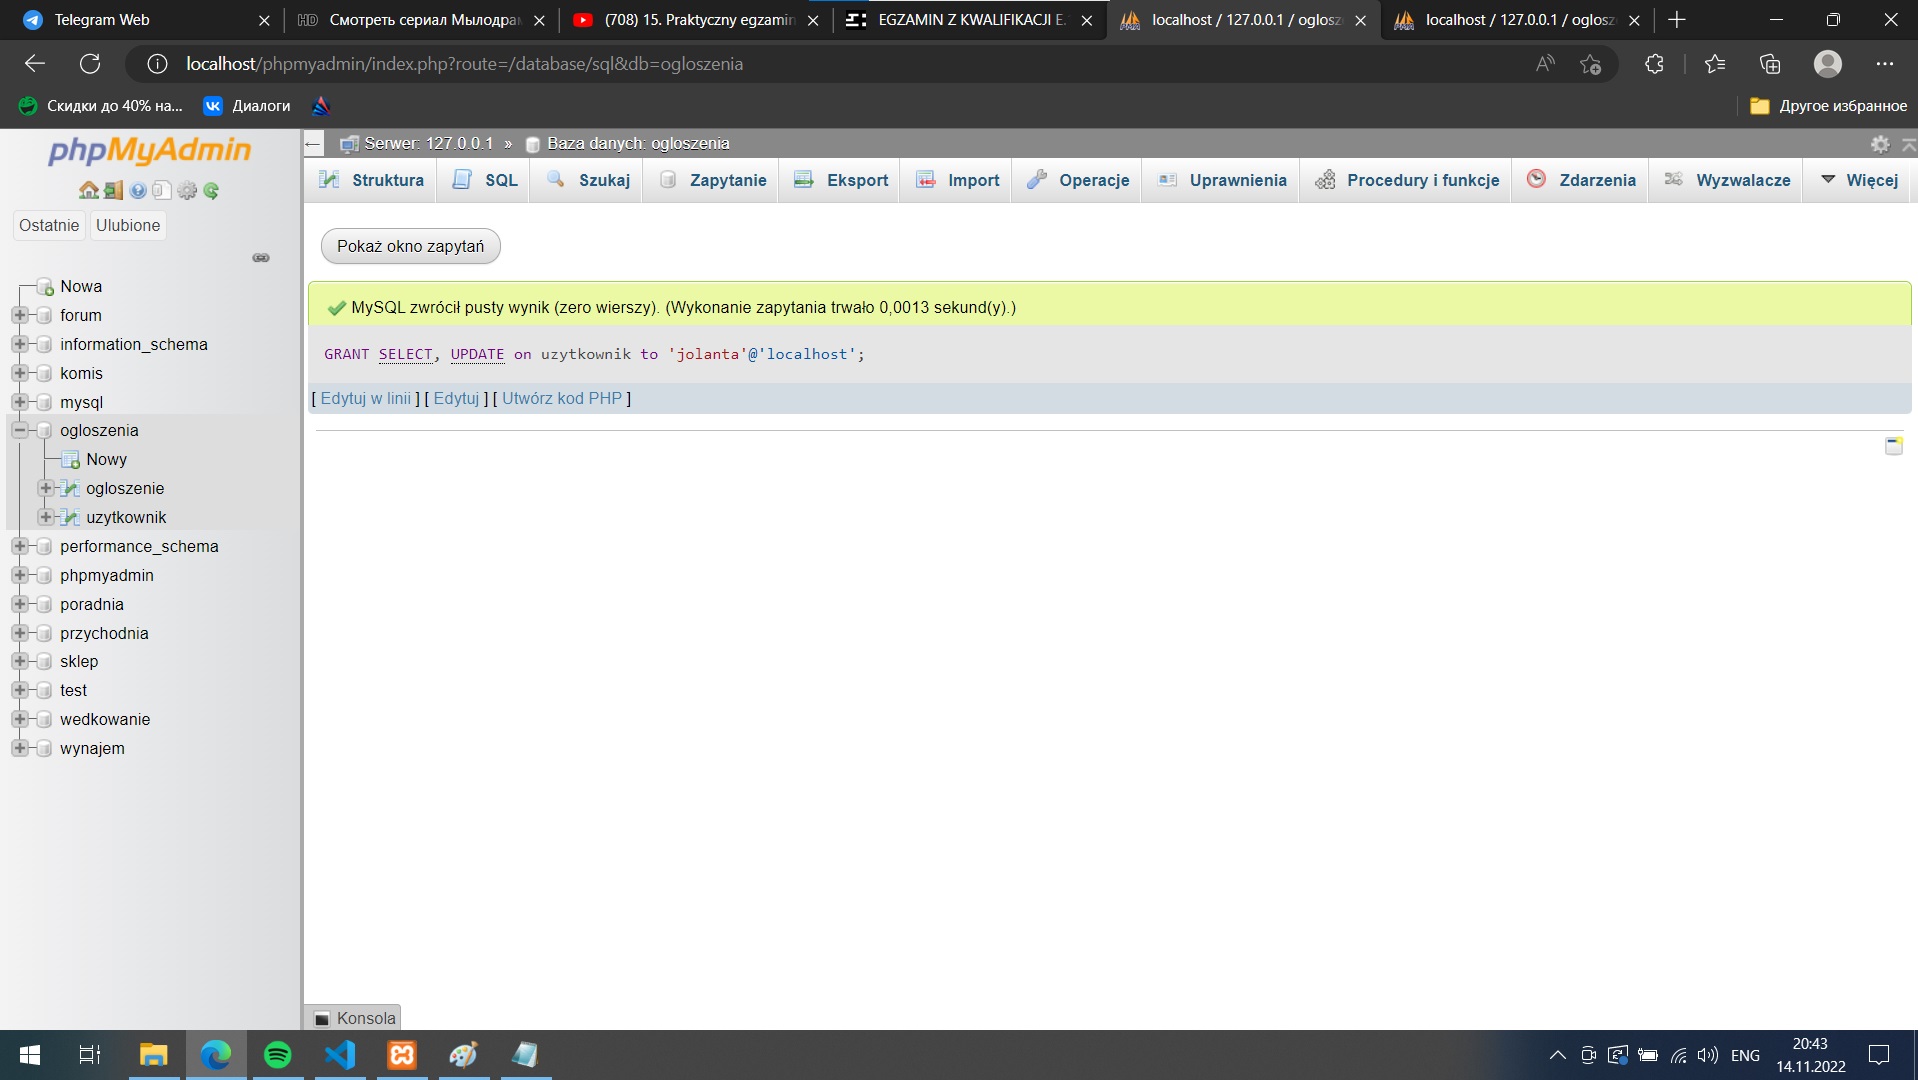 Telegram Web
Смотреть сериал Мылодрам
(708) 15. Praktyczny egzamin
EGZAMIN Z KWALIFIKACJI E.
localhost / 127.0.0.1 / oglosz
localhost / 127.0.0.1 / oglosz
localhost/phpmyadmin/index.php?route=/database/sql&db=ogloszenia
Скидки до 40% на...
Диалоги
Другое избранное
phpMyAdmin
Serwer: 127.0.0.1 » Baza danych: ogloszenia
Struktura
SQL
Szukaj
Zapytanie
Eksport
Import
Operacje
Uprawnienia
Procedury i funkcje
Zdarzenia
Wyzwalacze
Więcej
Ostatnie
Ulubione
Nowa
forum
information_schema
komis
mysql
ogloszenia
Nowy
ogloszenie
uzytkownik
performance_schema
phpmyadmin
poradnia
przychodnia
sklep
test
wedkowanie
wynajem
Pokaż okno zapytań
MySQL zwrócił pusty wynik (zero wierszy). (Wykonanie zapytania trwało 0,0013 sekund(y).)
GRANT SELECT, UPDATE on uzytkownik to 'jolanta'@'localhost';
[ Edytuj w linii ] [ Edytuj ] [ Utwórz kod PHP ]
Konsola
ENG
20:43
14.11.2022